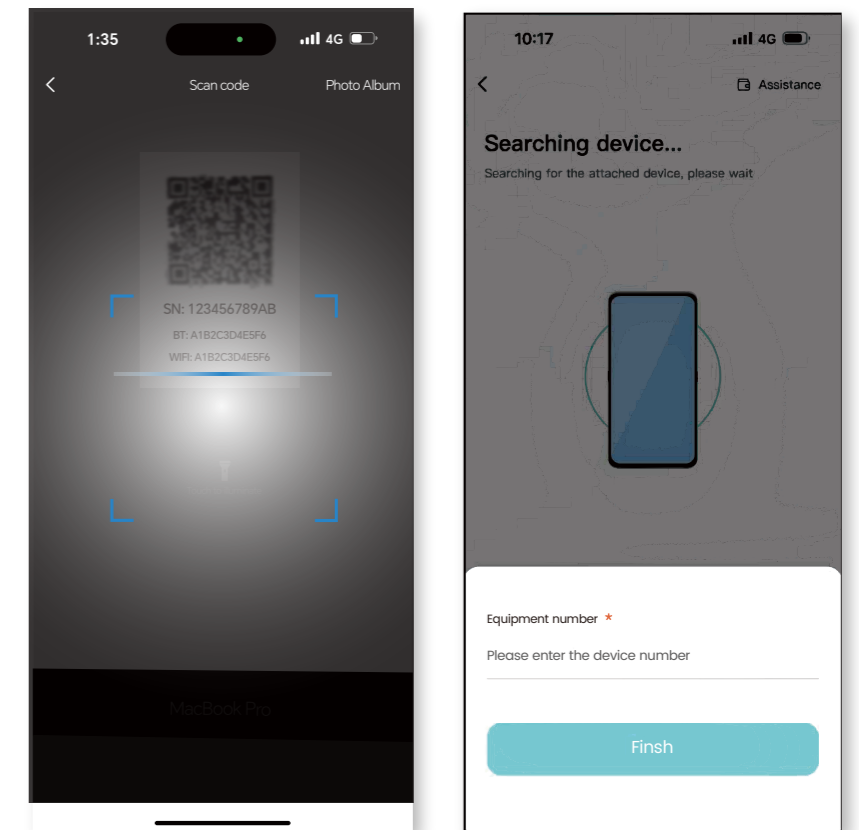 1:35
4G
Scan code
Photo Album
SN: 123456789AB
BT: A1B2C3D4E5F6
WIFI: A1B2C3D4E5F6
MacBook Pro
10:17
4G
Assistance
Searching device...
Searching for the attached device, please wait
Equipment number *
Please enter the device number
Finsh